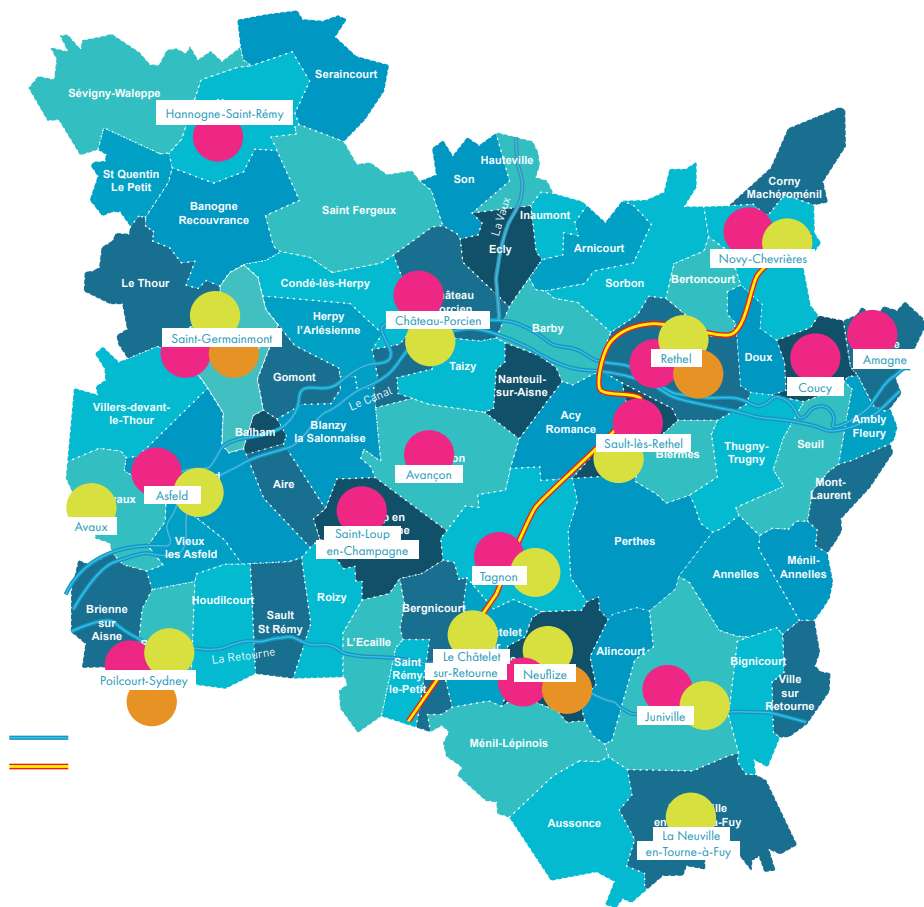 Seraincourt
Sévigny-Waleppe
Hannogne-Saint-Rémy
Hauteville
St Quentin
Le Petit
Son
Corny
Machéroménil
Banogne
Recouvrance
Saint Fergeux
La Vaux
Inaumont
Ecly
Arnicourt
Novy-Chevrières
Le Thour
Condé-lès-Herpy
Sorbon
Bertoncourt
Château-Porcien
Herpy
l'Arlésienne
Barby
Saint-Germainmont
Rethel
Doux
Amagne
Coucy
Taizy
Gomont
Nanteuil-
sur-Aisne
Le Canal
Villers-devant-
le-Thour
Balham
Blanzy
la Salonnaise
Acy
Romance
Sault-lès-Rethel
Biermes
Thugny-
Trugny
Seuil
Ambly
Fleury
Avançon
Aire
Asfeld
Mont-
Laurent
Avaux
Saint-Loup
en-Champagne
Vieux
les Asfeld
Perthes
Tagnon
Annelles
Ménil-
Annelles
Brienne
sur
Aisne
Houdilcourt
Sault
St Rémy
Roizy
Bergnicourt
L'Ecaille
La Retourne
Saint
Rémy
le-Petit
Le Châtelet
sur-Retourne
Neuflize
Alincourt
Bignicourt
Ville
sur
Retourne
Poilcourt-Sydney
Juniville
Ménil-Lépinois
Aussonce
La Neuville
en-Tourne-à-Fuy